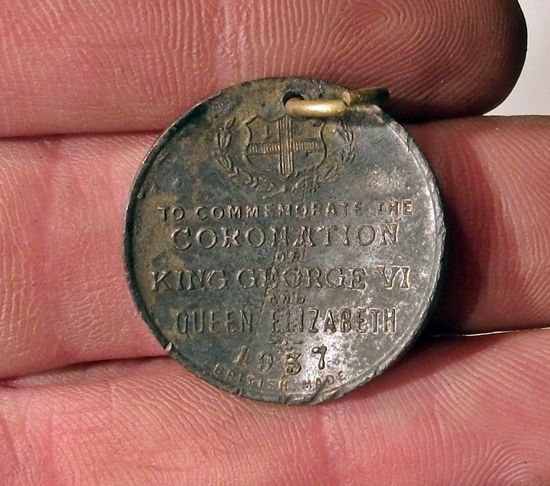 TO COMMEMORATE THE
CORONATION
OF
KING GEORGE VI
AND
QUEEN ELIZABETH
1937
BRITISH MADE